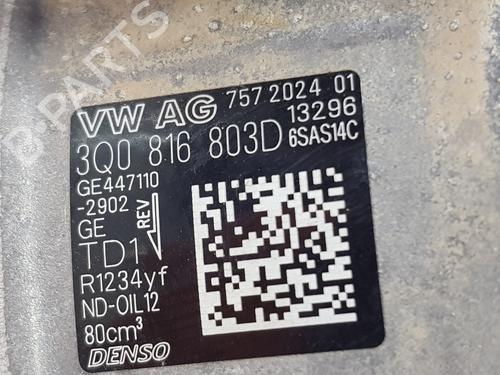 B-PARTS
VW AG 757 2024 01
13296
3Q0 816 803D 6SAS14C
GE447110
-2902
GE
REV
TD1
R1234yf
ND-OIL12
80cm³
DENSO